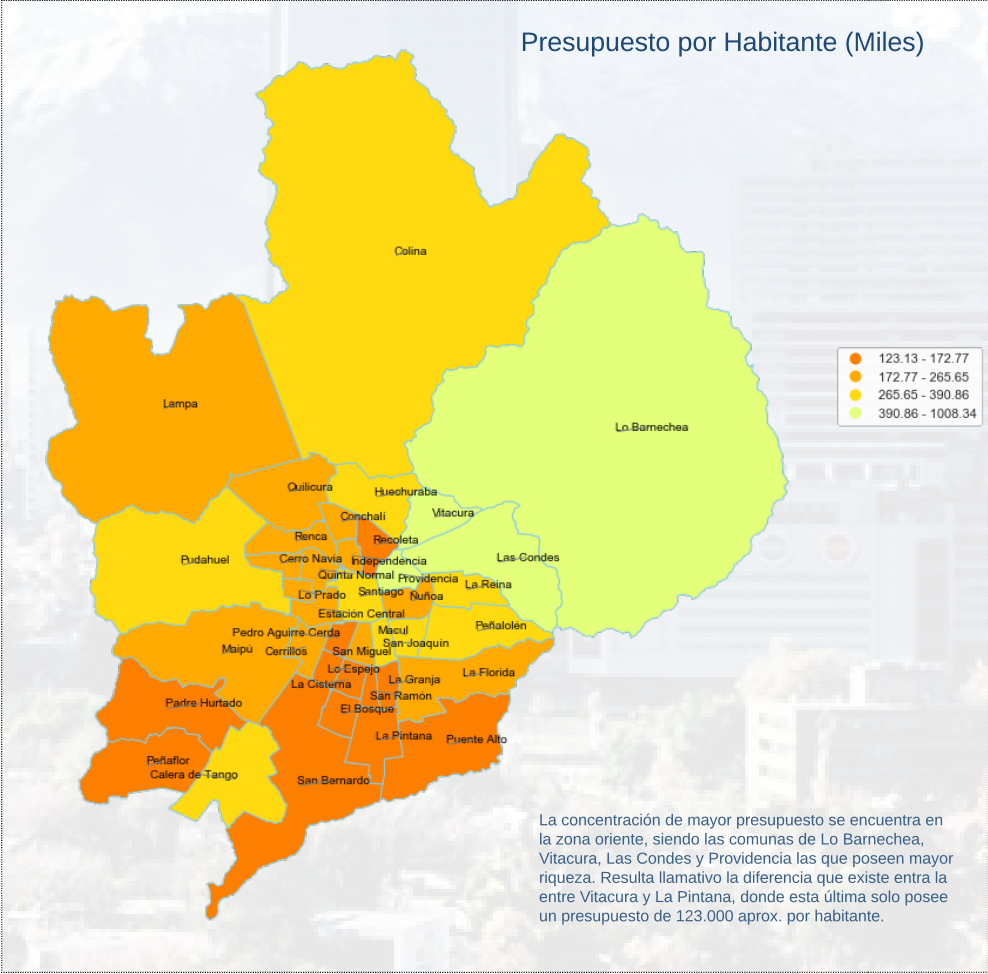 Presupuesto por Habitante (Miles)
Colina
123.13 - 172.77
172.77 - 265.65
265.65 - 390.86
390.86 - 1008.34
Lampa
Lo Barnechea
Quilicura
Huechuraba
Vitacura
Conchalí
Renca
Recoleta
Pudahuel
Cerro Navia
Independencia
Las Condes
Quinta Normal
Providencia
La Reina
Lo Prado
Santiago
Ñuñoa
Estación Central
Peñalolén
Pedro Aguirre Cerda
Macul
San Joaquín
Maipú
Cerrillos
San Miguel
Lo Espejo
La Florida
La Cisterna
La Granja
San Ramón
Padre Hurtado
El Bosque
La Pintana
Puente Alto
Peñaflor
Calera de Tango
San Bernardo
La concentración de mayor presupuesto se encuentra en
la zona oriente, siendo las comunas de Lo Barnechea,
Vitacura, Las Condes y Providencia las que poseen mayor
riqueza. Resulta llamativo la diferencia que existe entra la
entre Vitacura y La Pintana, donde esta última solo posee
un presupuesto de 123.000 aprox. por habitante.